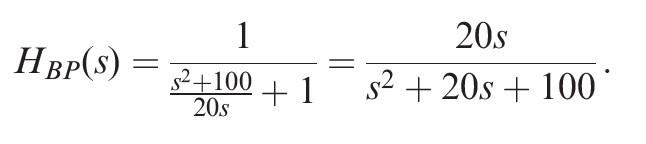 $H_{BP}(s) = \frac{1}{\frac{s^2+100}{20s} + 1} = \frac{20s}{s^2 + 20s + 100}.$